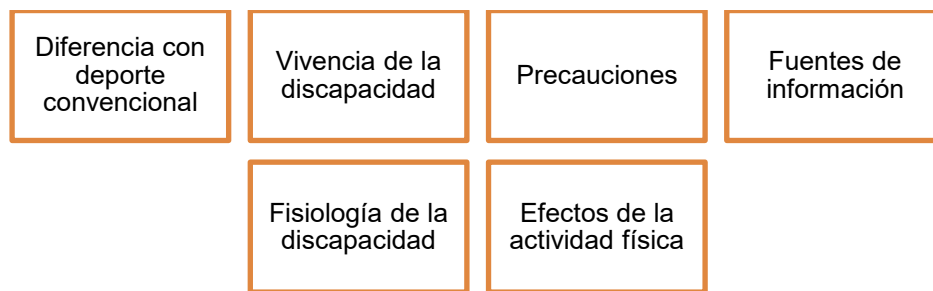 Diferencia con
deporte
convencional
Vivencia de la
discapacidad
Precauciones
Fuentes de
información
Fisiología de la
discapacidad
Efectos de la
actividad física